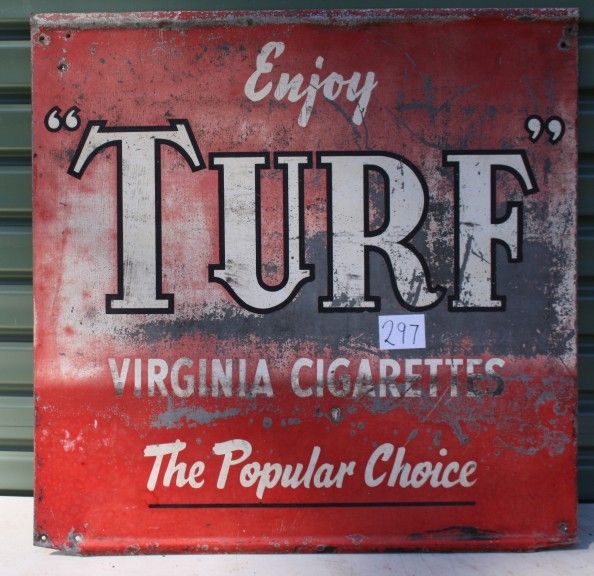 Enjoy
“TURF”
297
VIRGINIA CIGARETTES
The Popular Choice